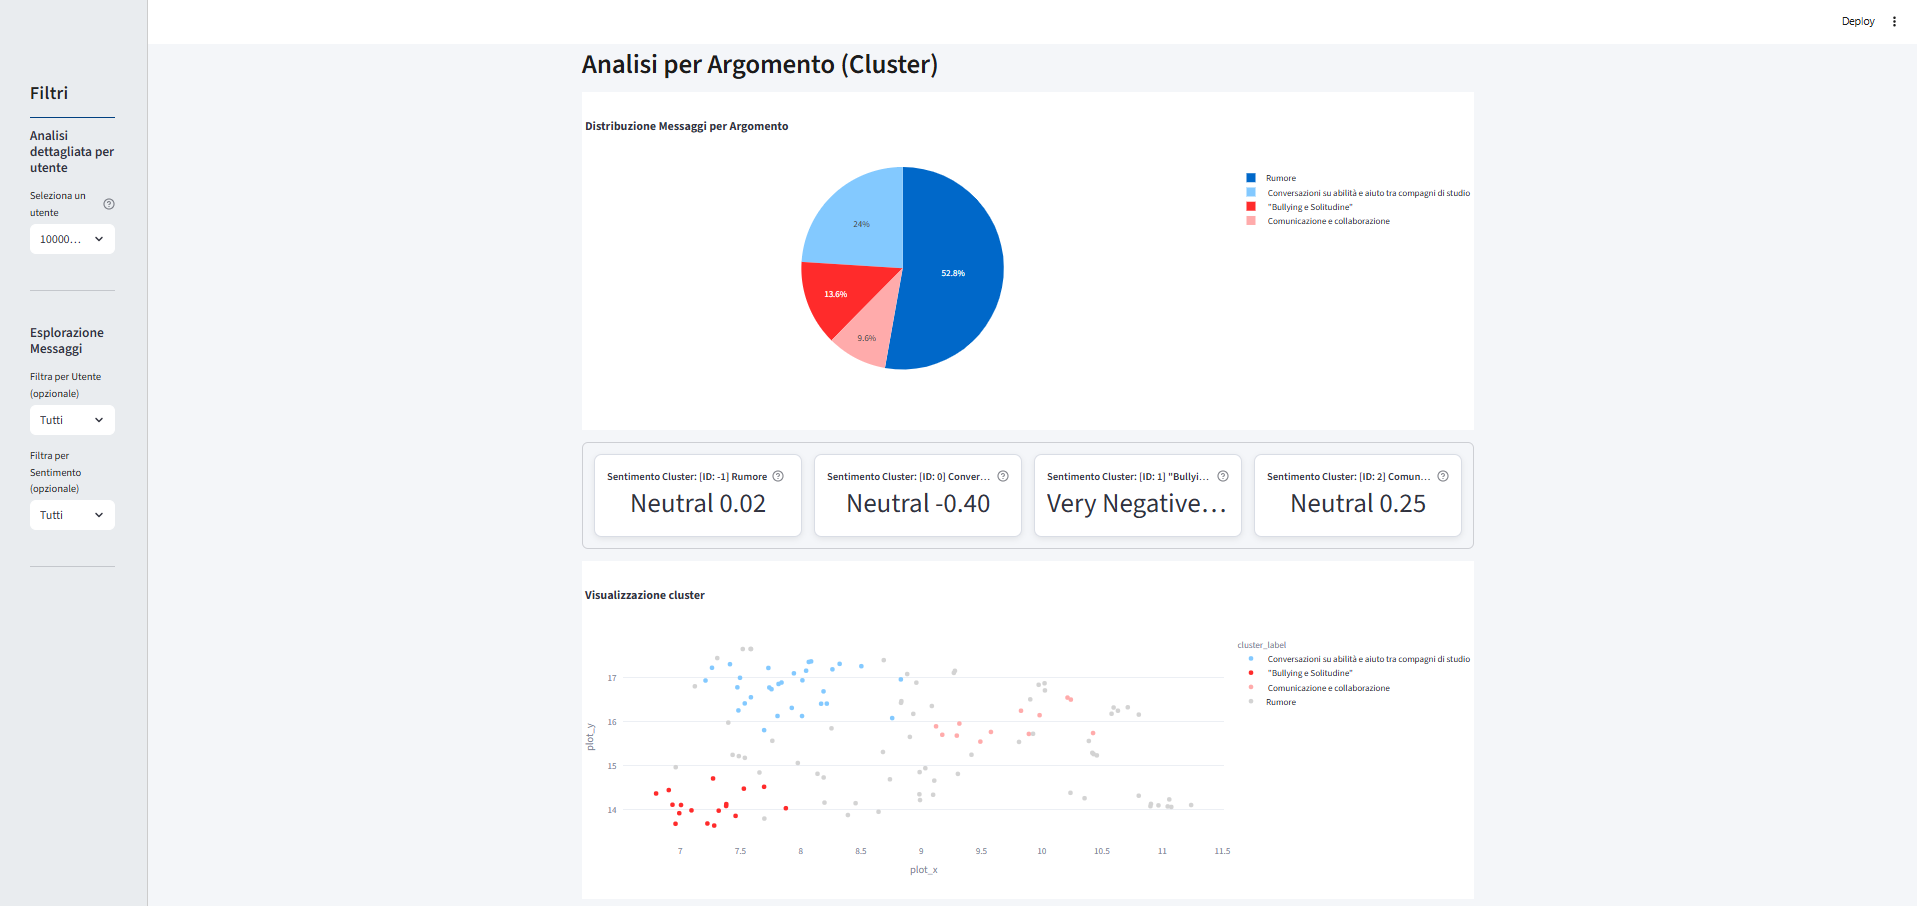 Deploy
Filtri
Analisi
dettagliata per
utente
Seleziona un
utente
10000...
Esplorazione
Messaggi
Filtra per Utente
(opzionale)
Tutti
Filtra per
Sentimento
(opzionale)
Tutti
Analisi per Argomento (Cluster)
Distribuzione Messaggi per Argomento
24%
52.8%
13.6%
9.6%
Rumore
Conversazioni su abilità e aiuto tra compagni di studio
"Bullying e Solitudine"
Comunicazione e collaborazione
Sentimento Cluster: [ID: -1] Rumore
Neutral 0.02
Sentimento Cluster: [ID: 0] Conver...
Neutral -0.40
Sentimento Cluster: [ID: 1] "Bullyi...
Very Negative...
Sentimento Cluster: [ID: 2] Comun...
Neutral 0.25
Visualizzazione cluster
cluster_label
Conversazioni su abilità e aiuto tra compagni di studio
"Bullying e Solitudine"
Comunicazione e collaborazione
Rumore
plot_y
17
16
15
14
7
7.5
8
8.5
9
9.5
10
10.5
11
11.5
plot_x